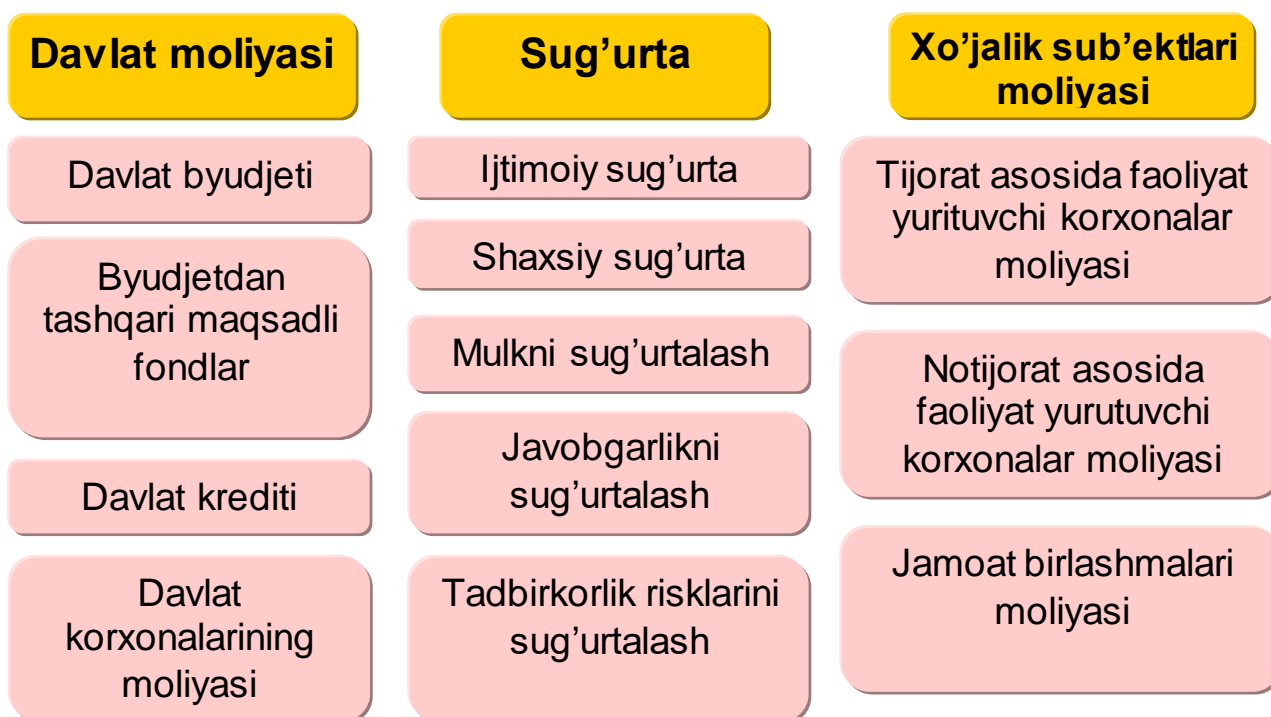 Davlat moliyasi
Davlat byudjeti
Byudjetdan
tashqari maqsadli
fondlar
Davlat krediti
Davlat
korxonalarining
moliyasi
Sug’urta
Ijtimoiy sug’urta
Shaxsiy sug’urta
Mulkni sug’urtalash
Javobgarlikni
sug’urtalash
Tadbirkorlik risklarini
sug’urtalash
Xo’jalik sub’ektlari
moliyasi
Tijorat asosida faoliyat
yurituvchi korxonalar
moliyasi
Notijorat asosida
faoliyat yurutuvchi
korxonalar moliyasi
Jamoat birlashmalari
moliyasi